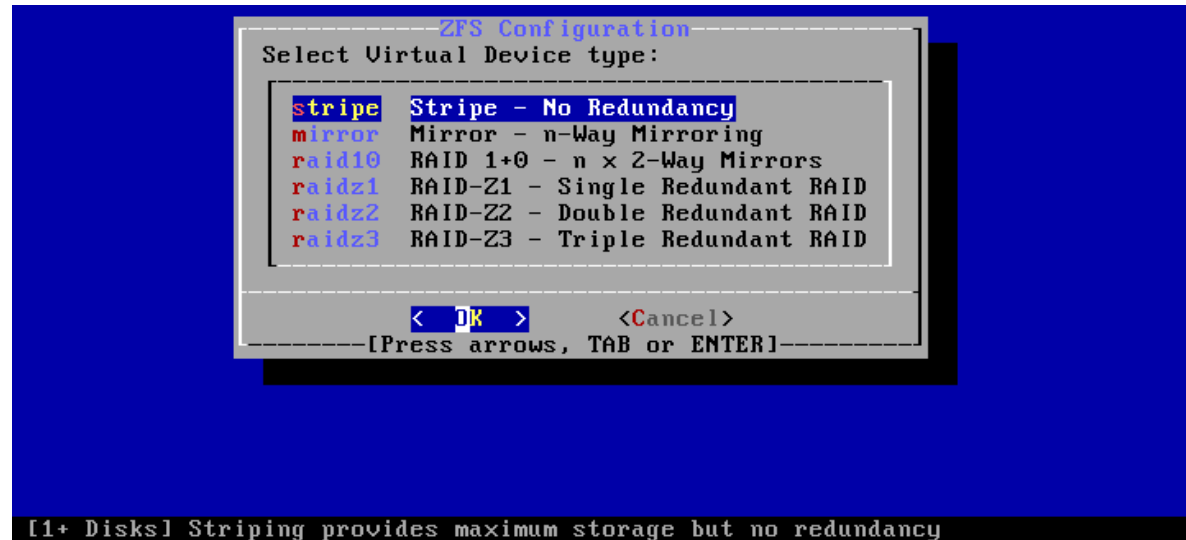 ZFS Configuration
Select Virtual Device type:
stripe Stripe - No Redundancy
mirror Mirror - n-Way Mirroring
raid10 RAID 1+0 - n x 2-Way Mirrors
raidz1 RAID-Z1 - Single Redundant RAID
raidz2 RAID-Z2 - Double Redundant RAID
raidz3 RAID-Z3 - Triple Redundant RAID
< OK > <Cancel>
[Press arrows, TAB or ENTER]
[1+ Disks] Striping provides maximum storage but no redundancy